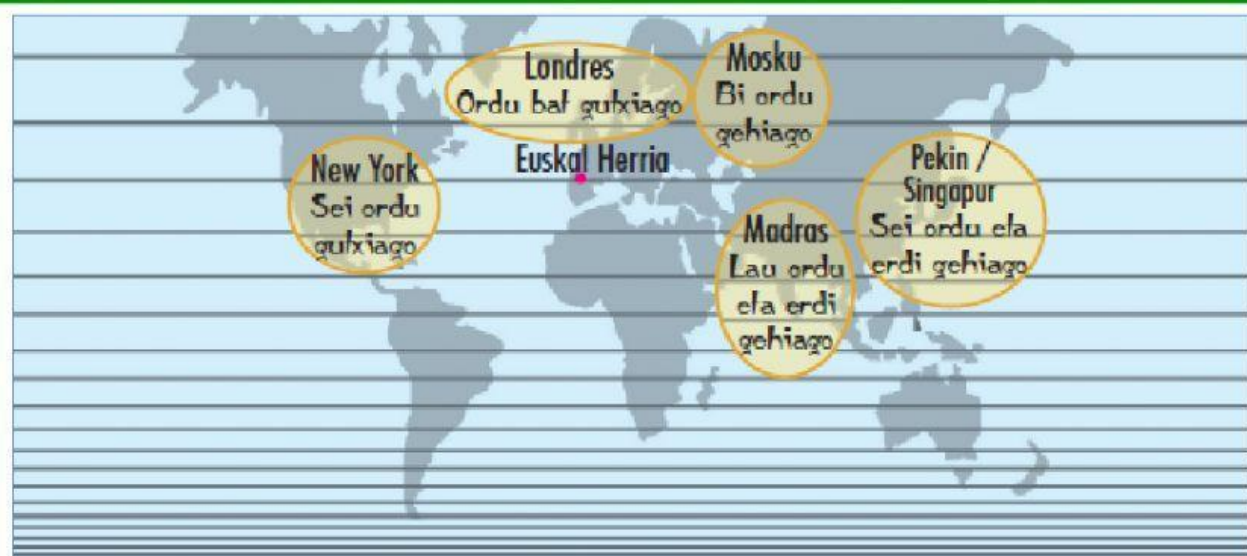 Londres
Ordu bat gutxiago
Mosku
Bi ordu
gehiago
Euskal Herria
New York
Sei ordu
gutxiago
Pekin /
Singapur
Sei ordu eta
erdi gehiago
Madras
Lau ordu
eta erdi
gehiago